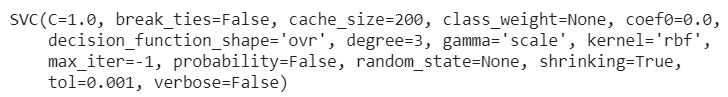 SVC(C=1.0, break_ties=False, cache_size=200, class_weight=None, coef0=0.0,
decision_function_shape='ovr', degree=3, gamma='scale', kernel='rbf',
max_iter=-1, probability=False, random_state=None, shrinking=True,
tol=0.001, verbose=False)